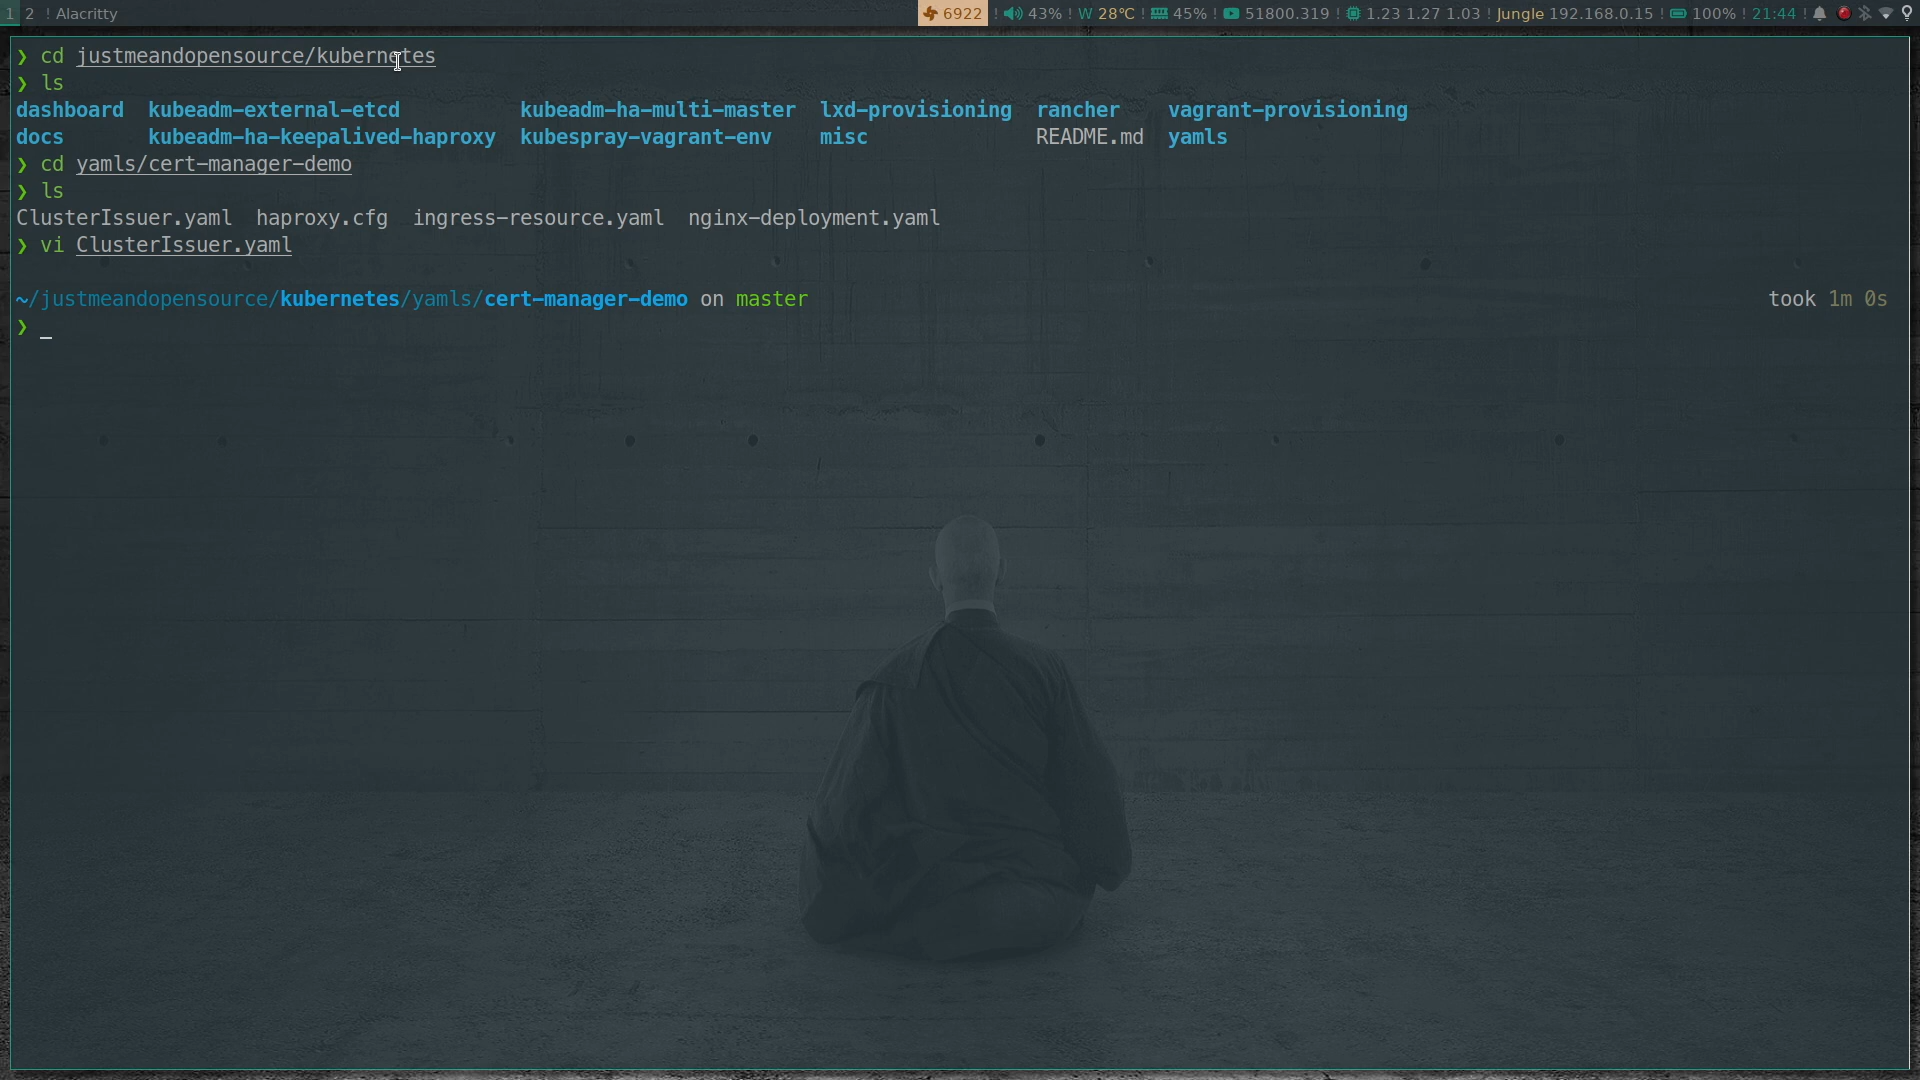 1 2 ! Alacritty 6922 ! 43% ! W 28°C ! 45% ! 51800.319 ! 1.23 1.27 1.03 ! Jungle 192.168.0.15 ! 100% ! 21:44 !
❯ cd justmeandopensource/kubernetes
❯ ls
dashboard kubeadm-external-etcd kubeadm-ha-multi-master lxd-provisioning rancher vagrant-provisioning
docs kubeadm-ha-keepalived-haproxy kubespray-vagrant-env misc README.md yamls
❯ cd yamls/cert-manager-demo
❯ ls
ClusterIssuer.yaml haproxy.cfg ingress-resource.yaml nginx-deployment.yaml
❯ vi ClusterIssuer.yaml
~/justmeandopensource/kubernetes/yamls/cert-manager-demo on master took 1m 0s
❯ _